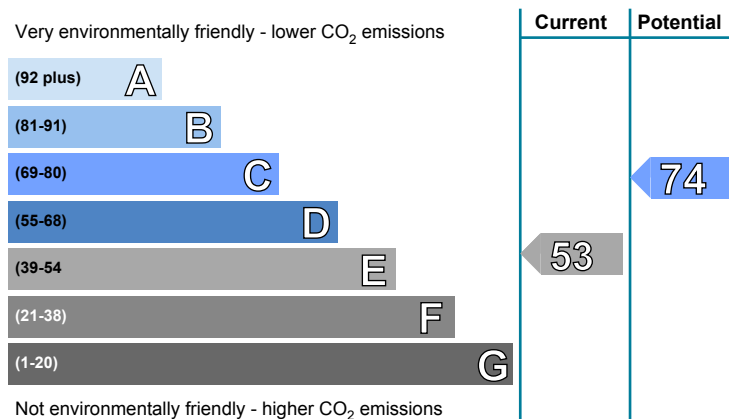 Very environmentally friendly - lower CO₂ emissions
Current
Potential
(92 plus) A
(81-91) B
(69-80) C
74
(55-68) D
(39-54 E
53
(21-38) F
(1-20) G
Not environmentally friendly - higher CO₂ emissions